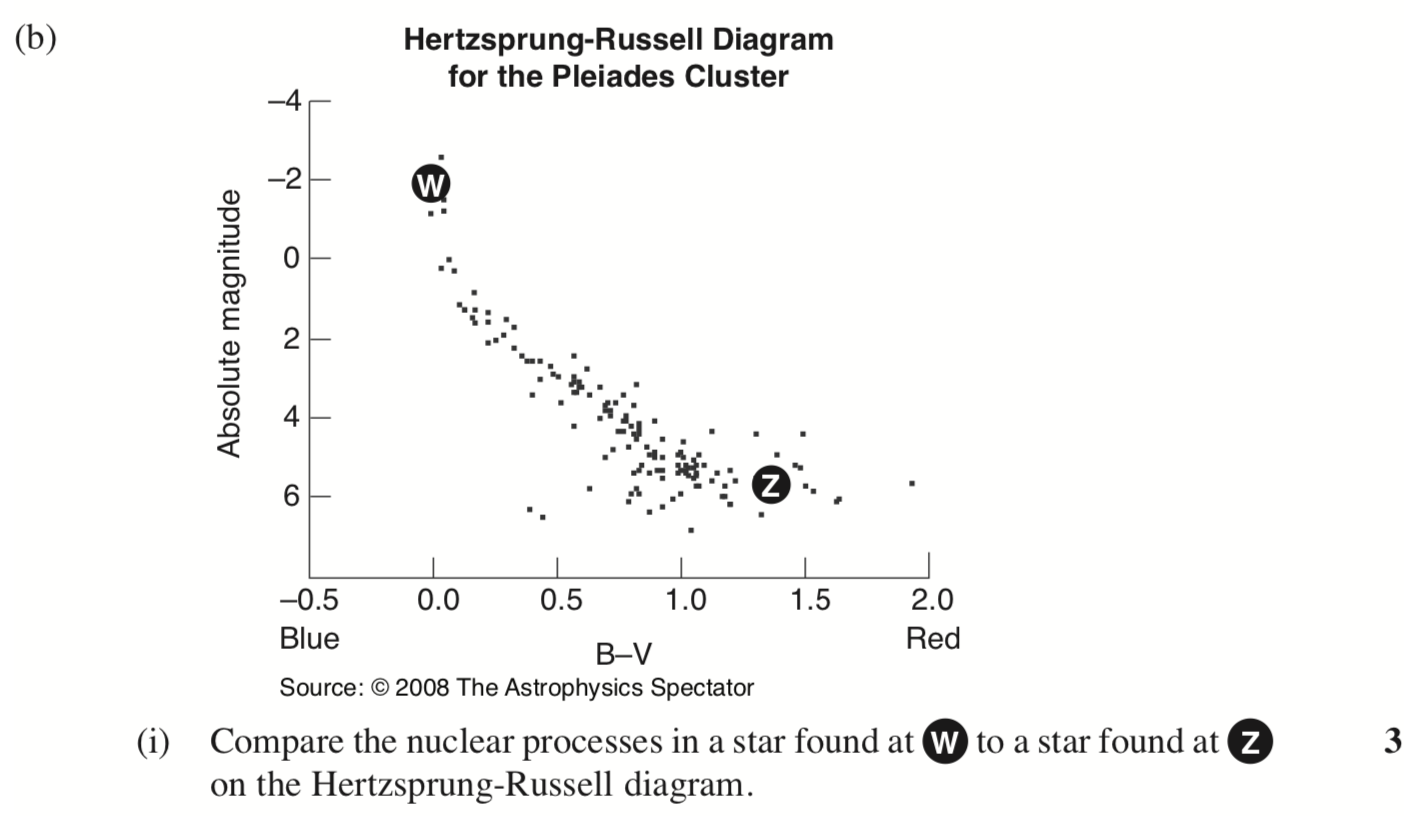 (b)
Hertzsprung-Russell Diagram
for the Pleiades Cluster
–4
–2
0
2
4
6
Absolute magnitude
W
Z
–0.5 0.0 0.5 1.0 1.5 2.0
Blue Red
B–V
Source: © 2008 The Astrophysics Spectator
(i) Compare the nuclear processes in a star found at W to a star found at Z 3
on the Hertzsprung-Russell diagram.